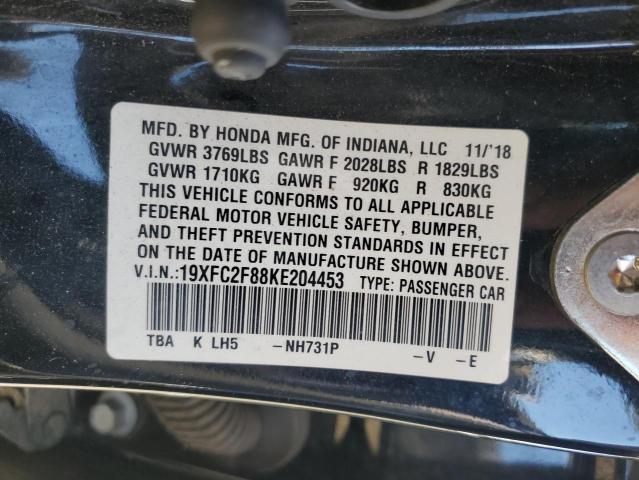 MFD. BY HONDA MFG. OF INDIANA, LLC 11/'18
GVWR 3769LBS GAWR F 2028LBS R 1829LBS
GVWR 1710KG GAWR F 920KG R 830KG
THIS VEHICLE CONFORMS TO ALL APPLICABLE
FEDERAL MOTOR VEHICLE SAFETY, BUMPER,
AND THEFT PREVENTION STANDARDS IN EFFECT
ON THE DATE OF MANUFACTURE SHOWN ABOVE.
V.I.N.:19XFC2F88KE204453 TYPE: PASSENGER CAR
TBA K LH5 -NH731P -V -E